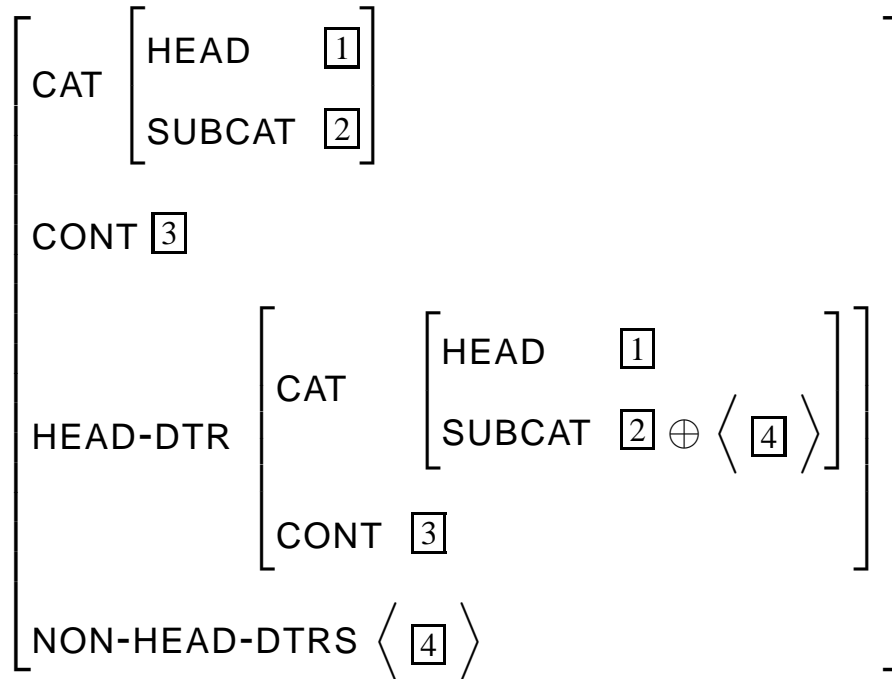 HEAD 1
CAT
SUBCAT 2
CONT 3
HEAD 1
CAT
HEAD-DTR SUBCAT 2 ⊕ ⟨ 4 ⟩
CONT 3
NON-HEAD-DTRS ⟨ 4 ⟩